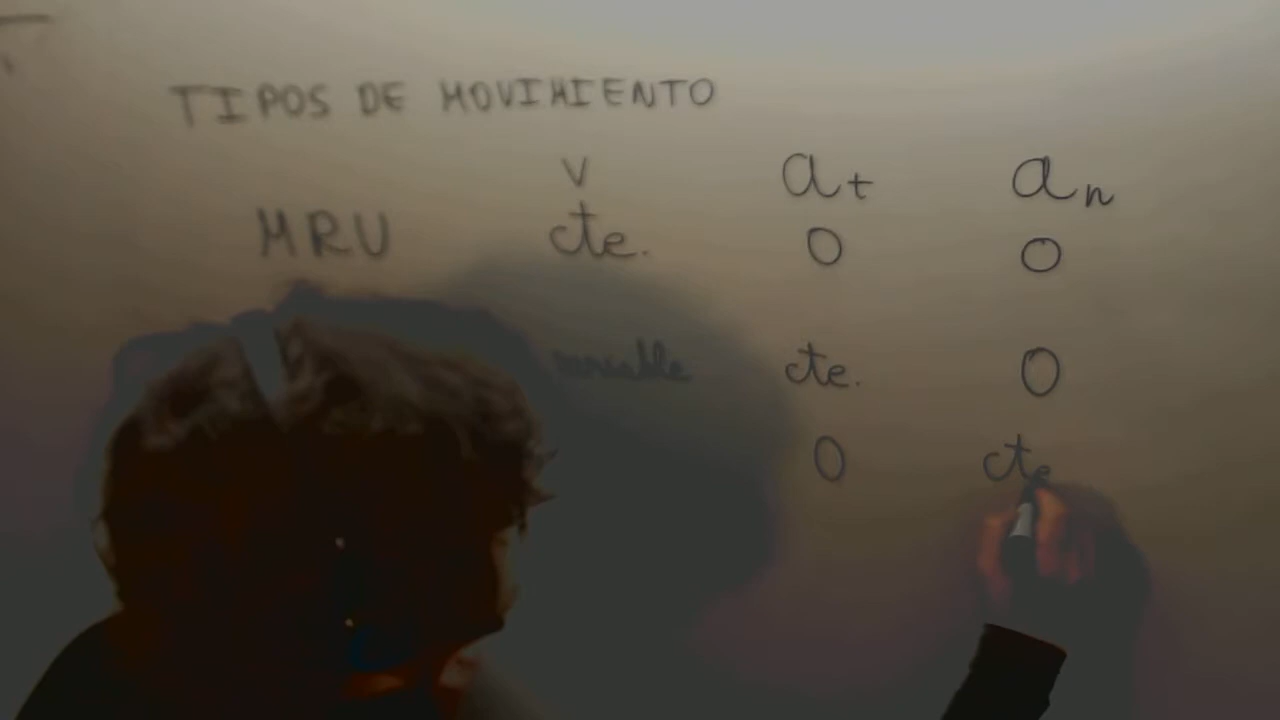 TIPOS DE MOVIMIENTO
v at an
MRU cte. 0 0
variable cte. 0
0 cte